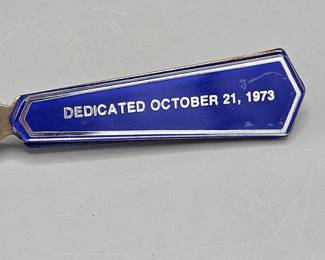 DEDICATED OCTOBER 21, 1973